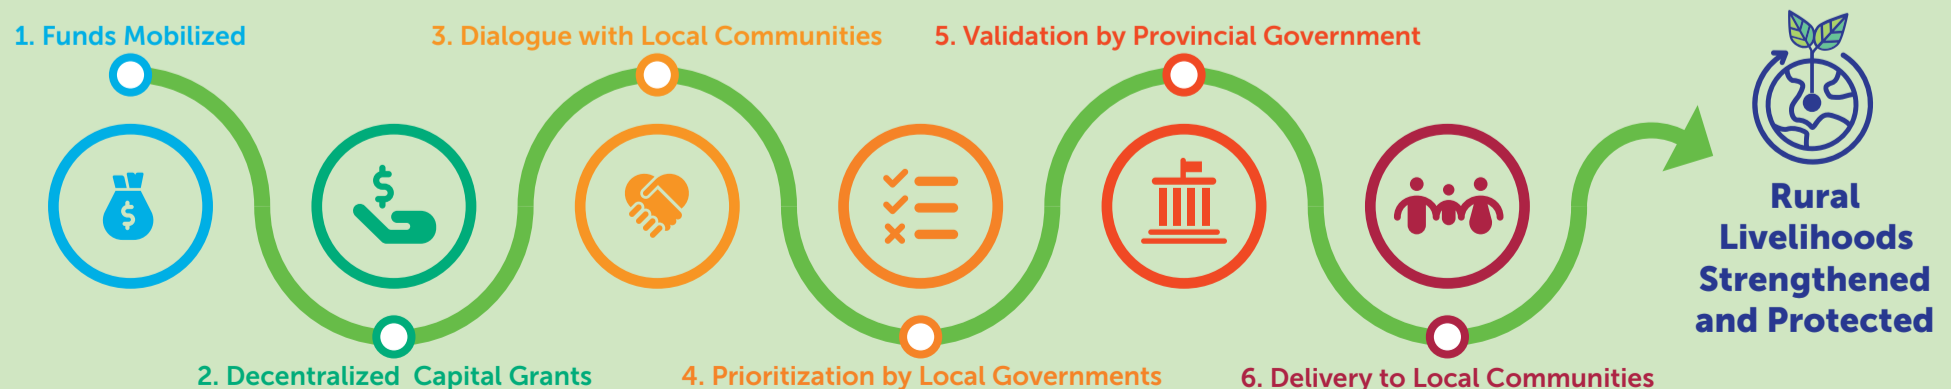 1. Funds Mobilized
3. Dialogue with Local Communities
5. Validation by Provincial Government
$
$
2. Decentralized Capital Grants
4. Prioritization by Local Governments
6. Delivery to Local Communities
Rural
Livelihoods
Strengthened
and Protected